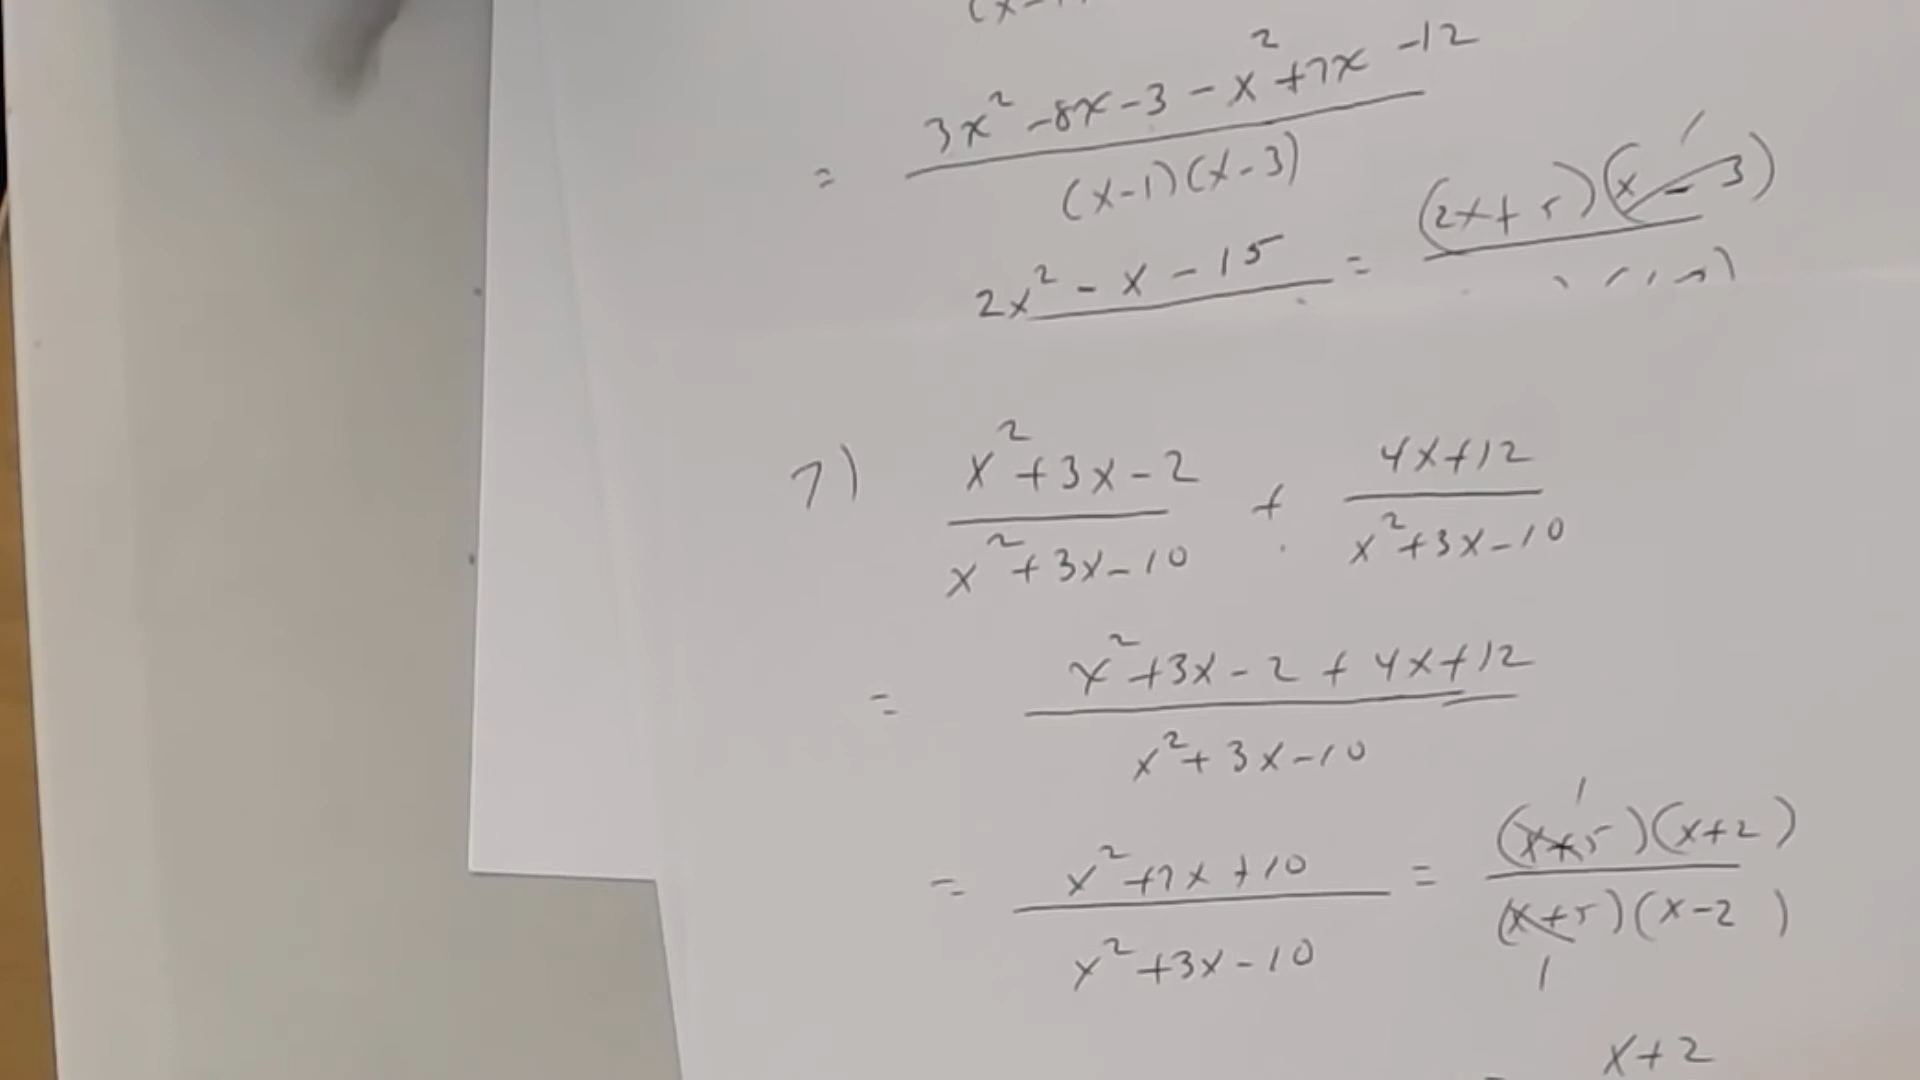 = (3x² - 8x - 3 - x² + 7x - 12) / ((x-1)(x-3))
2x² - x - 15 = (2x+5)(x-3)
7) (x² + 3x - 2) / (x² + 3x - 10) + (4x + 12) / (x² + 3x - 10)
= (x² + 3x - 2 + 4x + 12) / (x² + 3x - 10)
= (x² + 7x + 10) / (x² + 3x - 10) = ((x+5)(x+2)) / ((x+5)(x-2))
x+2